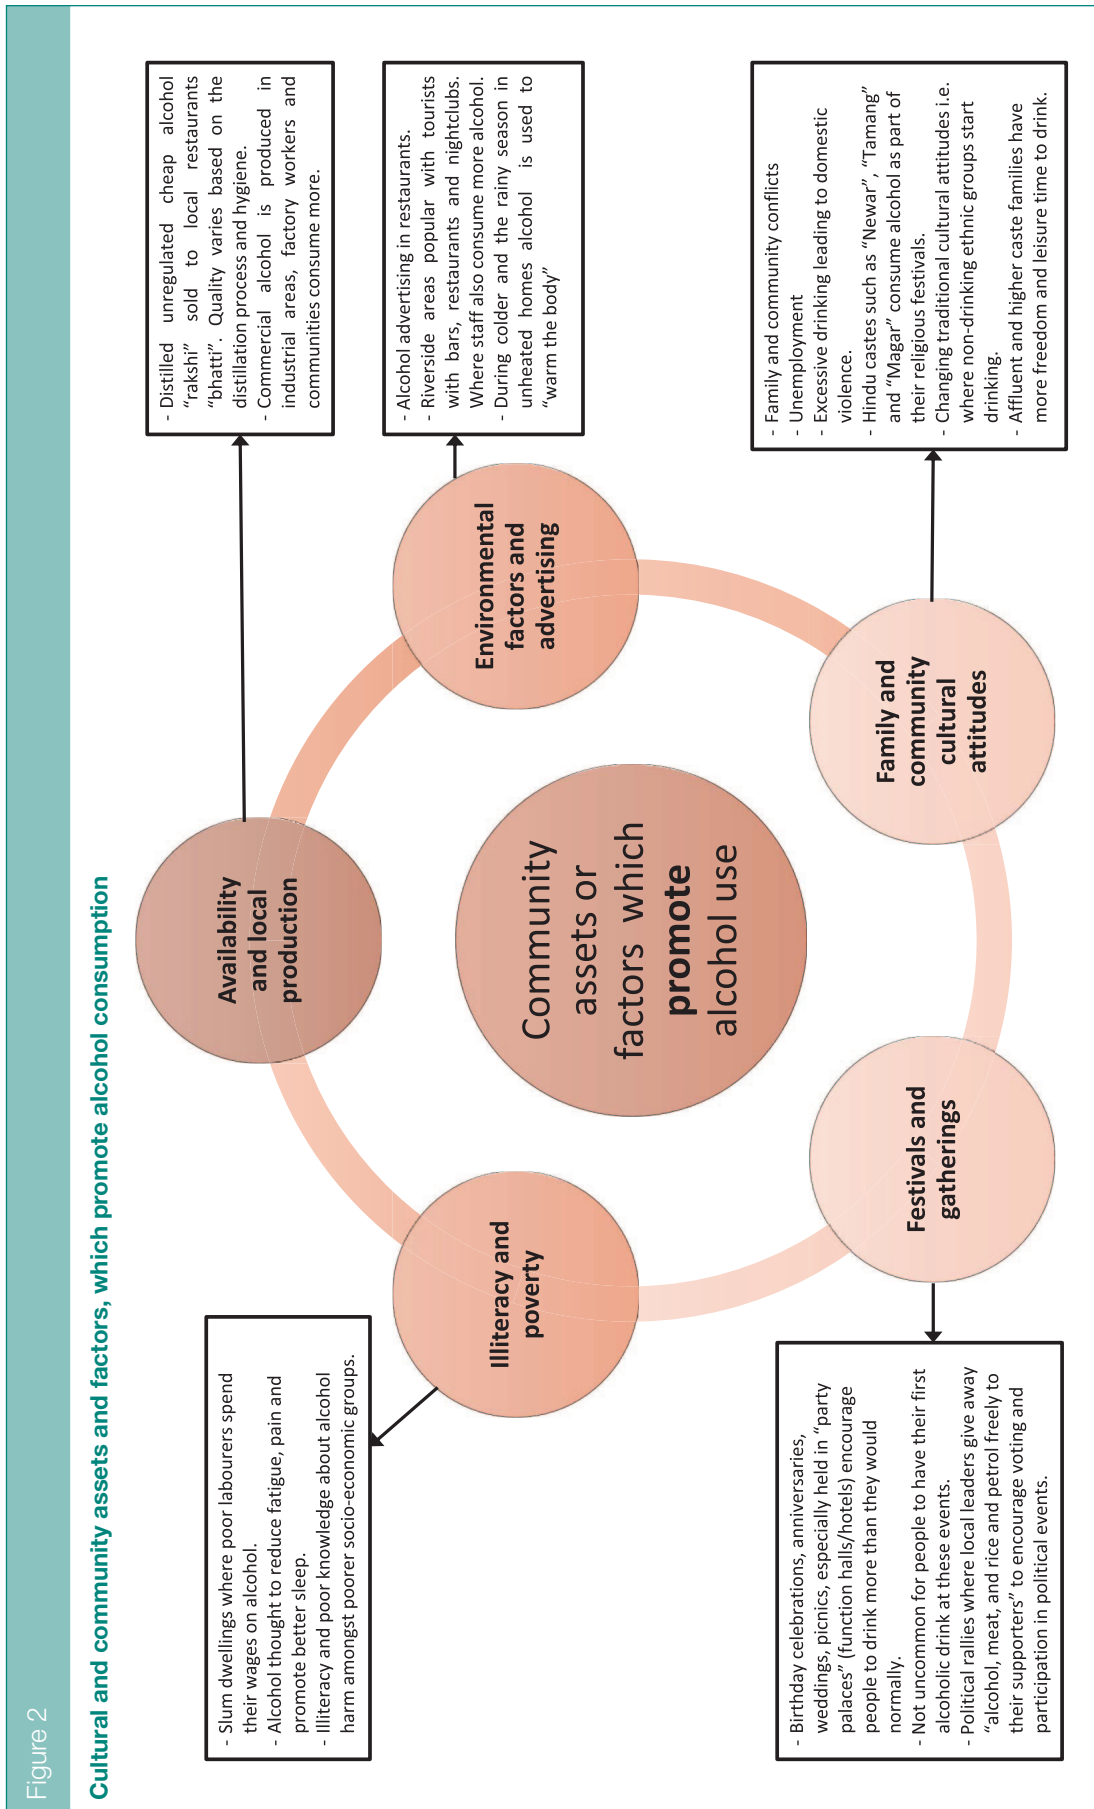 Figure 2
Cultural and community assets and factors, which promote alcohol consumption
- Slum dwellings where poor labourers spend
their wages on alcohol.
- Alcohol thought to reduce fatigue, pain and
promote better sleep.
- Illiteracy and poor knowledge about alcohol
harm amongst poorer socio-economic groups.
Availability
and local
production
- Distilled unregulated cheap alcohol
“rakshi” sold to local restaurants
“bhatti”. Quality varies based on the
distillation process and hygiene.
- Commercial alcohol is produced in
industrial areas, factory workers and
communities consume more.
Illiteracy and
poverty
Environmental
factors and
advertising
- Alcohol advertising in restaurants.
- Riverside areas popular with tourists
with bars, restaurants and nightclubs.
Where staff also consume more alcohol.
- During colder and the rainy season in
unheated homes alcohol is used to
“warm the body”
Community
assets or
factors which
promote
alcohol use
- Birthday celebrations, anniversaries,
weddings, picnics, especially held in “party
palaces” (function halls/hotels) encourage
people to drink more than they would
normally.
- Not uncommon for people to have their first
alcoholic drink at these events.
- Political rallies where local leaders give away
“alcohol, meat, and rice and petrol freely to
their supporters” to encourage voting and
participation in political events.
Festivals and
gatherings
Family and
community
cultural
attitudes
- Family and community conflicts
- Unemployment
- Excessive drinking leading to domestic
violence.
- Hindu castes such as “Newar”, “Tamang”
and “Magar” consume alcohol as part of
their religious festivals.
- Changing traditional cultural attitudes i.e.
where non-drinking ethnic groups start
drinking.
- Affluent and higher caste families have
more freedom and leisure time to drink.